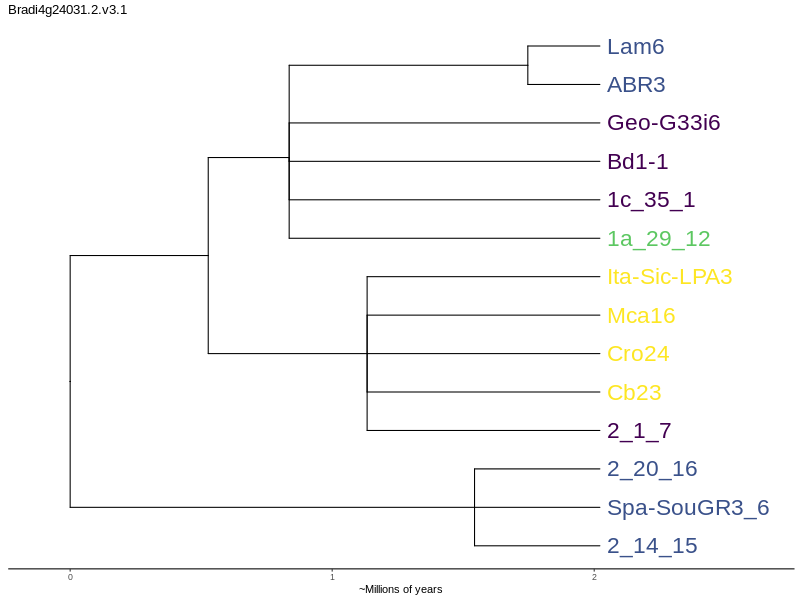 Bradi4g24031.2.v3.1
Lam6
ABR3
Geo-G33i6
Bd1-1
1c_35_1
1a_29_12
Ita-Sic-LPA3
Mca16
Cro24
Cb23
2_1_7
2_20_16
Spa-SouGR3_6
2_14_15
0 1 2
~Millions of years